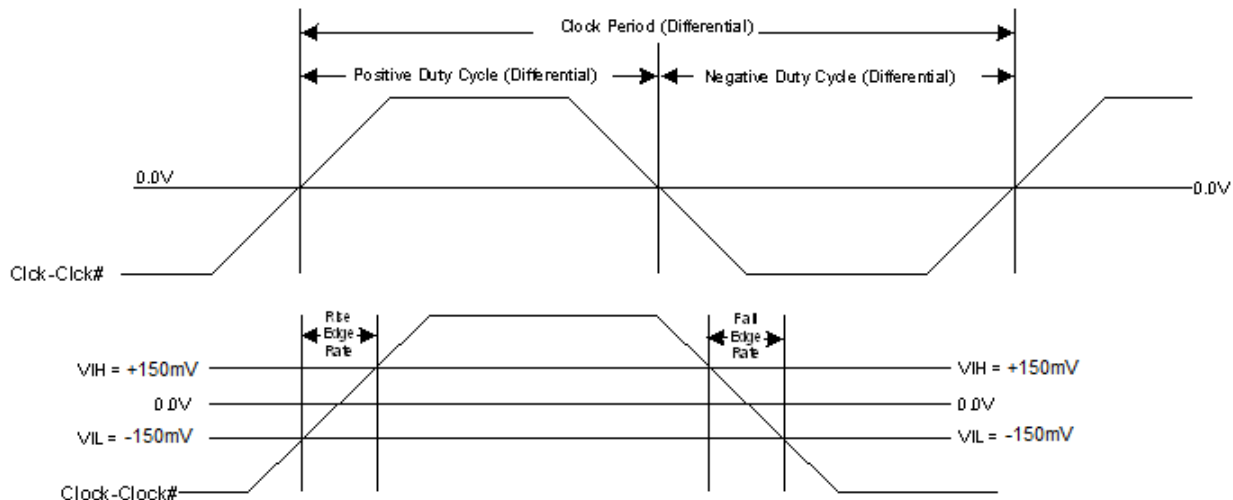 Clock Period (Differential)
Positive Duty Cycle (Differential)
Negative Duty Cycle (Differential)
0.0V
0.0V
Clck-Clck#
Rise
Edge
Rate
Fall
Edge
Rate
VIH = +150mV
VIH = +150mV
0.0V
0.0V
VIL = -150mV
VIL = -150mV
Clock-Clock#